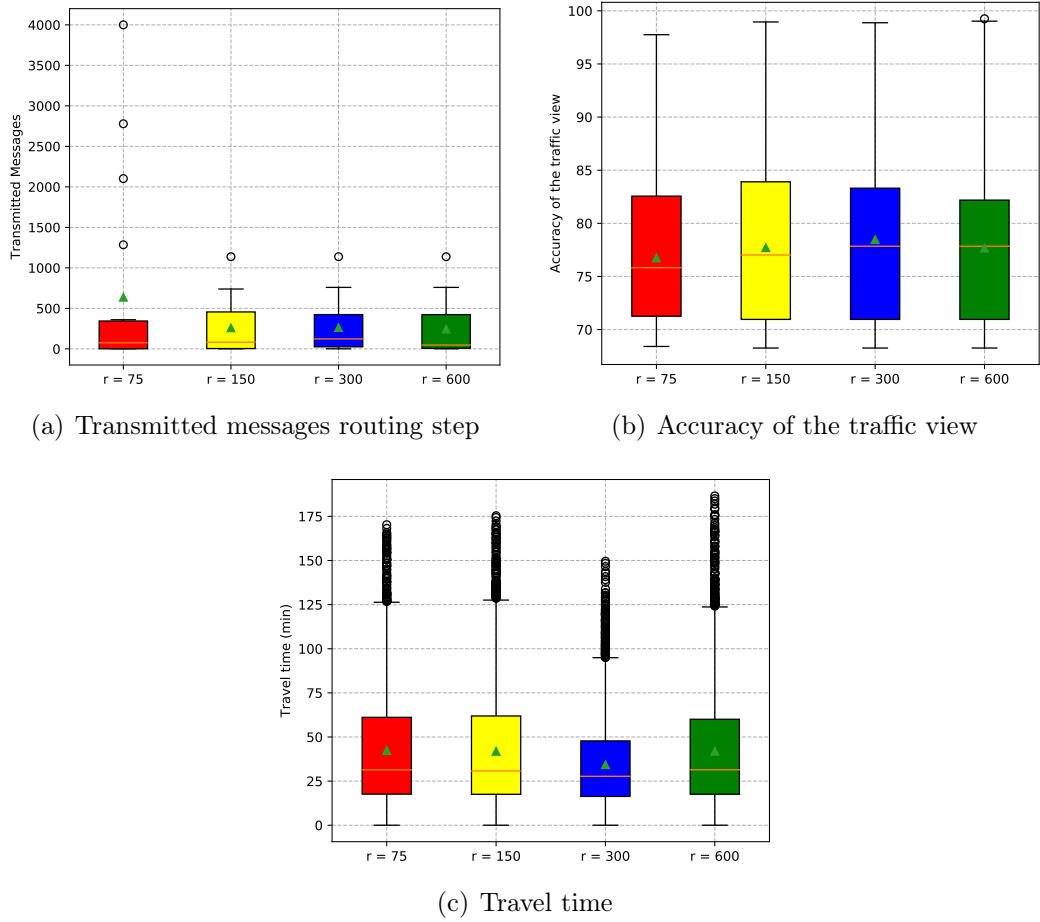 4000
3500
3000
2500
2000
1500
1000
500
0
Transmitted Messages
r = 75 r = 150 r = 300 r = 600
(a) Transmitted messages routing step
100
95
90
85
80
75
70
Accuracy of the traffic view
r = 75 r = 150 r = 300 r = 600
(b) Accuracy of the traffic view
175
150
125
100
75
50
25
0
Travel time (min)
r = 75 r = 150 r = 300 r = 600
(c) Travel time